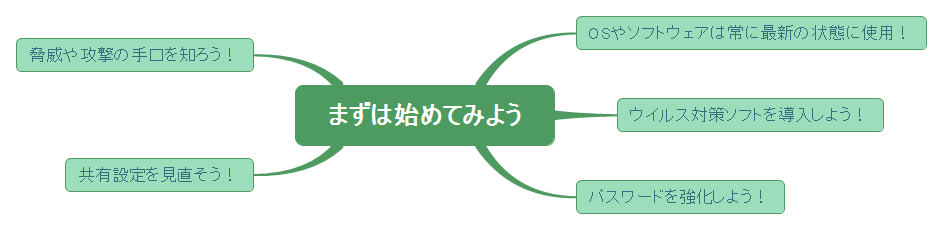 まずは始めてみよう
OSやソフトウェアは常に最新の状態に使用！
ウイルス対策ソフトを導入しよう！
パスワードを強化しよう！
共有設定を見直そう！
脅威や攻撃の手口を知ろう！